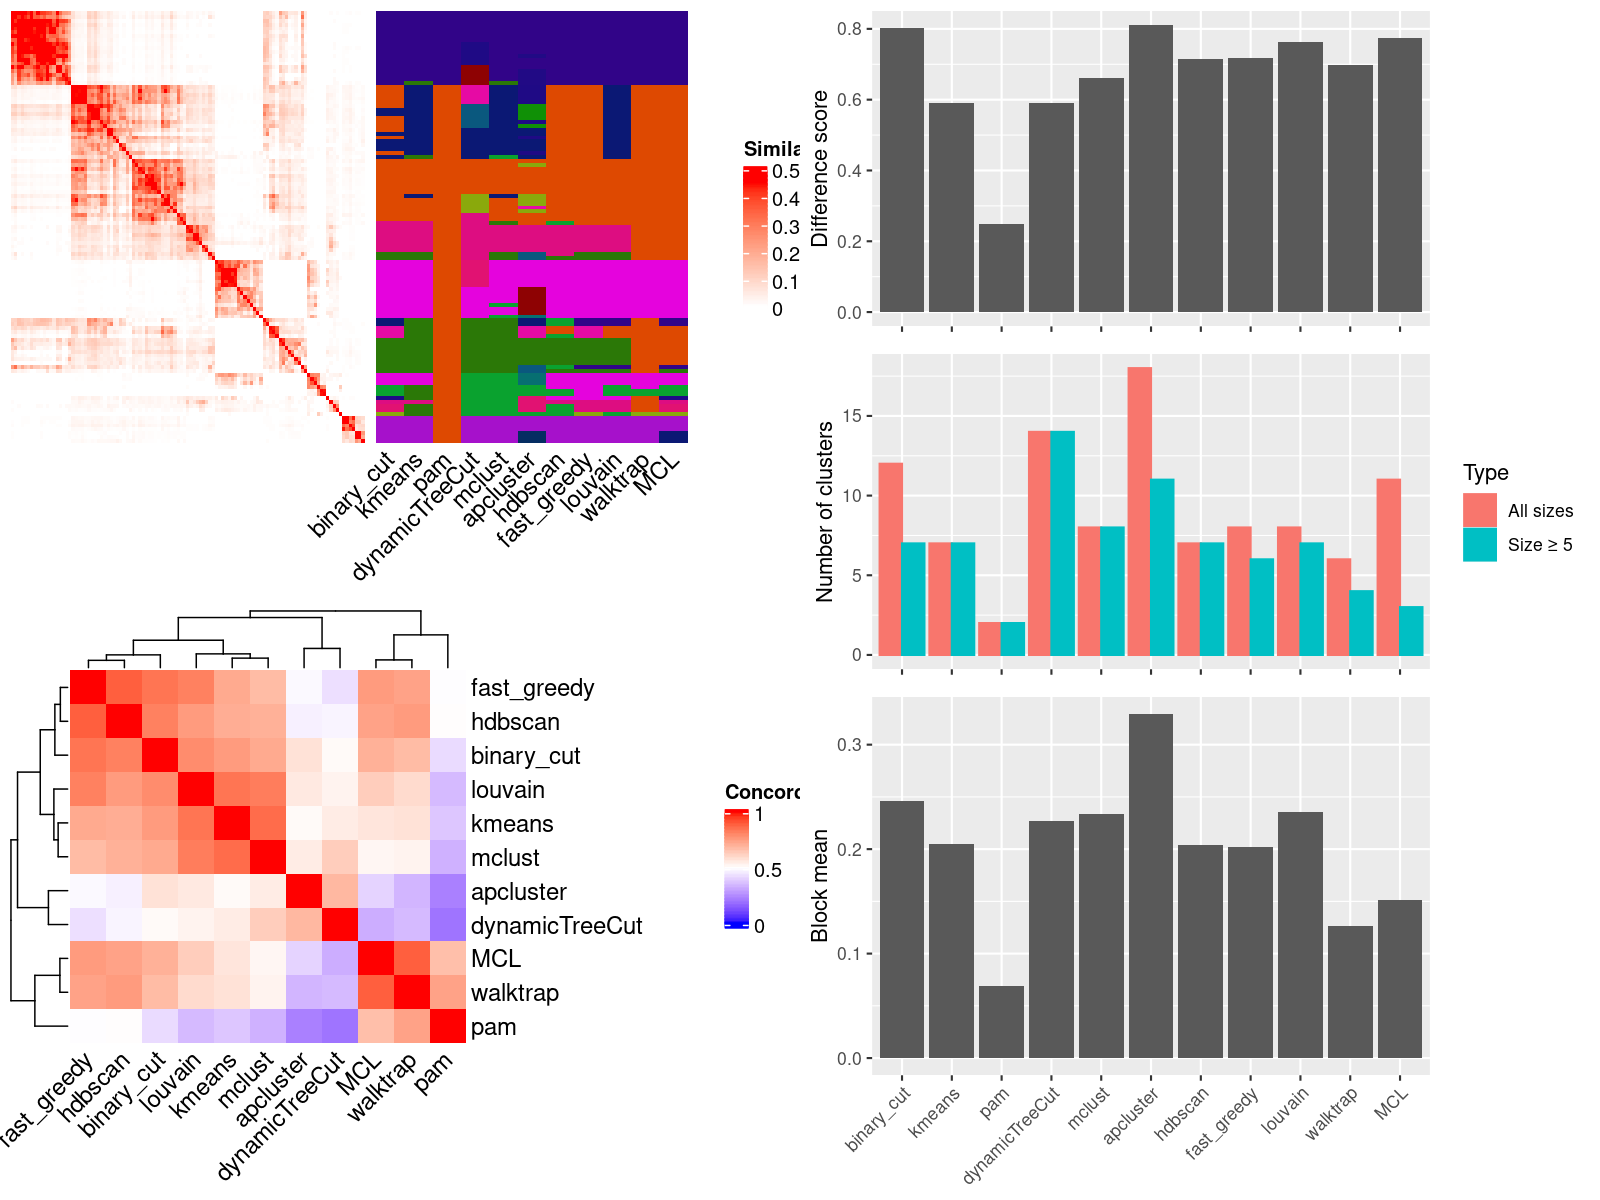 Simila
0.5
0.4
0.3
0.2
0.1
0
binary_cut
kmeans
pam
dynamicTreeCut
mclust
apcluster
hdbscan
fast_greedy
louvain
walktrap
MCL
fast_greedy
hdbscan
binary_cut
louvain
kmeans
mclust
apcluster
dynamicTreeCut
MCL
walktrap
pam
fast_greedy
hdbscan
binary_cut
louvain
kmeans
mclust
apcluster
dynamicTreeCut
MCL
walktrap
pam
Concord
1
0.5
0
Difference score
0.8
0.6
0.4
0.2
0.0
Number of clusters
15
10
5
0
Type
All sizes
Size ≥ 5
Block mean
0.3
0.2
0.1
0.0
binary_cut
kmeans
pam
dynamicTreeCut
mclust
apcluster
hdbscan
fast_greedy
louvain
walktrap
MCL